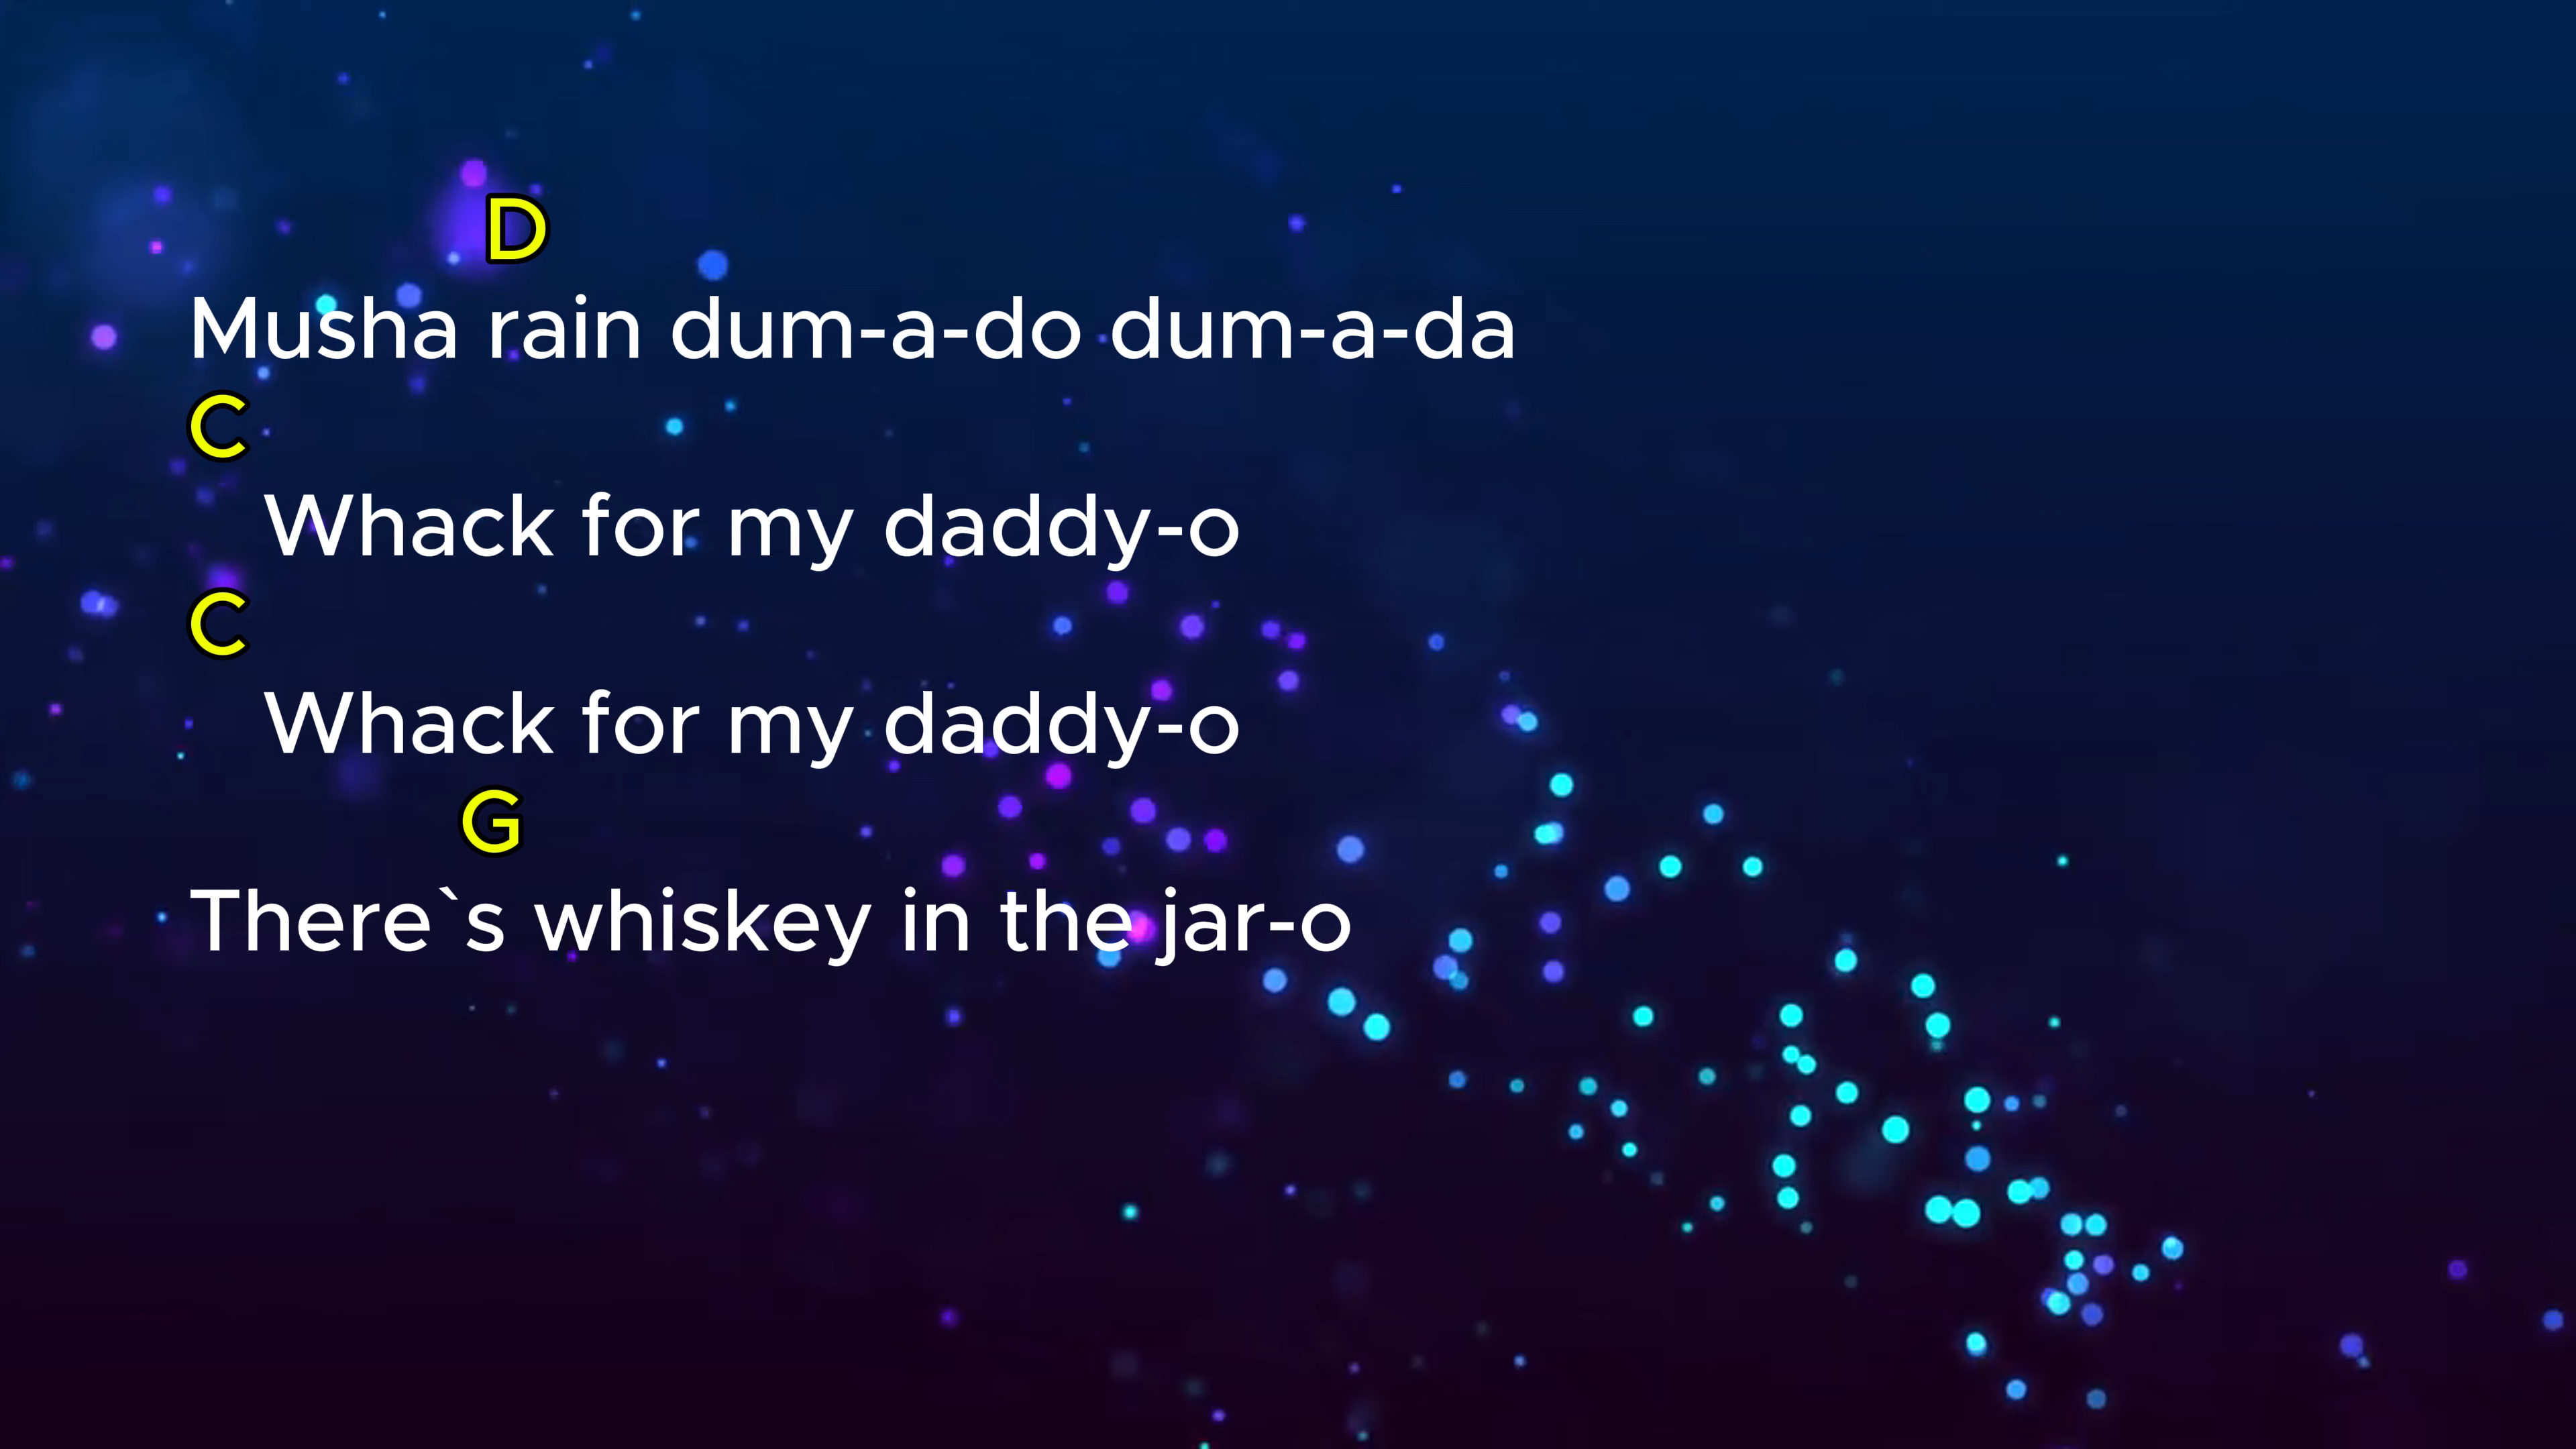 D
Musha rain dum-a-do dum-a-da
C
Whack for my daddy-o
C
Whack for my daddy-o
G
There`s whiskey in the jar-o